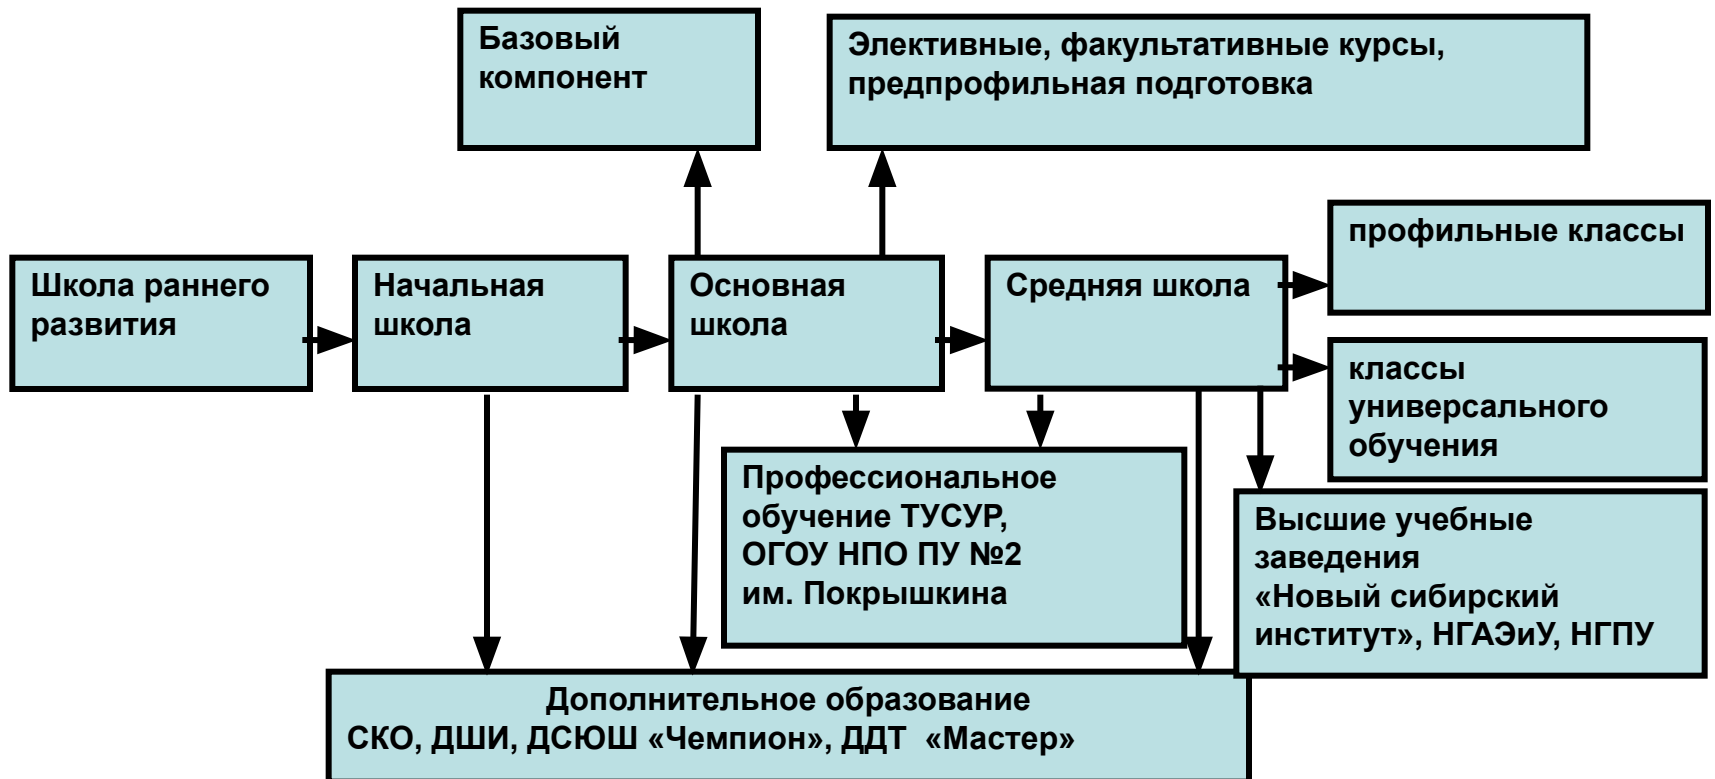 Базовый
компонент
Элективные, факультативные курсы,
предпрофильная подготовка
Школа раннего
развития
Начальная
школа
Основная
школа
Средняя школа
профильные классы
классы
универсального
обучения
Профессиональное
обучение ТУСУР,
ОГОУ НПО ПУ №2
им. Покрышкина
Высшие учебные
заведения
«Новый сибирский
институт», НГАЭиУ, НГПУ
Дополнительное образование
СКО, ДШИ, ДСЮШ «Чемпион», ДДТ «Мастер»